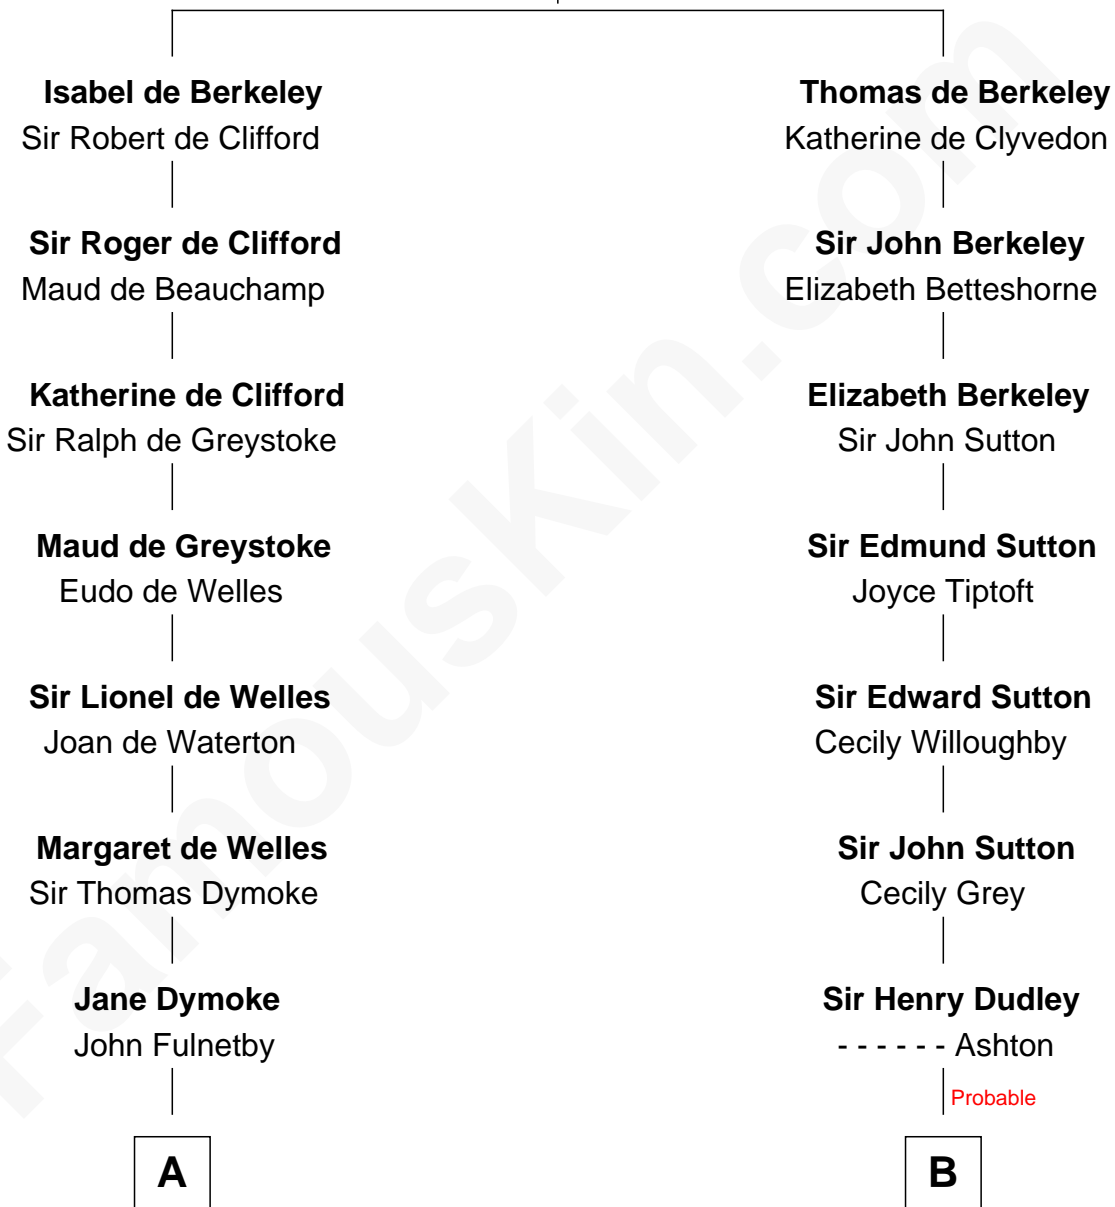 Isabel de Berkeley
Sir Robert de Clifford
Sir Roger de Clifford
Maud de Beauchamp
Katherine de Clifford
Sir Ralph de Greystoke
Maud de Greystoke
Eudo de Welles
Sir Lionel de Welles
Joan de Waterton
Margaret de Welles
Sir Thomas Dymoke
Jane Dymoke
John Fulnetby
A
Thomas de Berkeley
Katherine de Clyvedon
Sir John Berkeley
Elizabeth Betteshorne
Elizabeth Berkeley
Sir John Sutton
Sir Edmund Sutton
Joyce Tiptoft
Sir Edward Sutton
Cecily Willoughby
Sir John Sutton
Cecily Grey
Sir Henry Dudley
- - - - - - Ashton
Probable
B
FamousKin.com